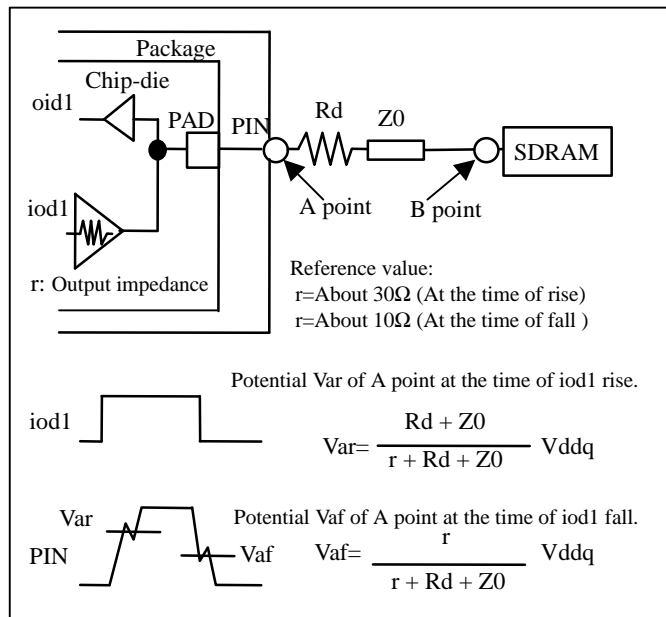 Package
Chip-die
oid1
PAD
PIN
Rd
Z0
SDRAM
A point
B point
iod1
r: Output impedance
Reference value:
r=About 30Ω (At the time of rise)
r=About 10Ω (At the time of fall )
Potential Var of A point at the time of iod1 rise.
iod1
Var= Rd + Z0 Vddq
r + Rd + Z0
Potential Vaf of A point at the time of iod1 fall.
Var
PIN
Vaf
Vaf= r Vddq
r + Rd + Z0